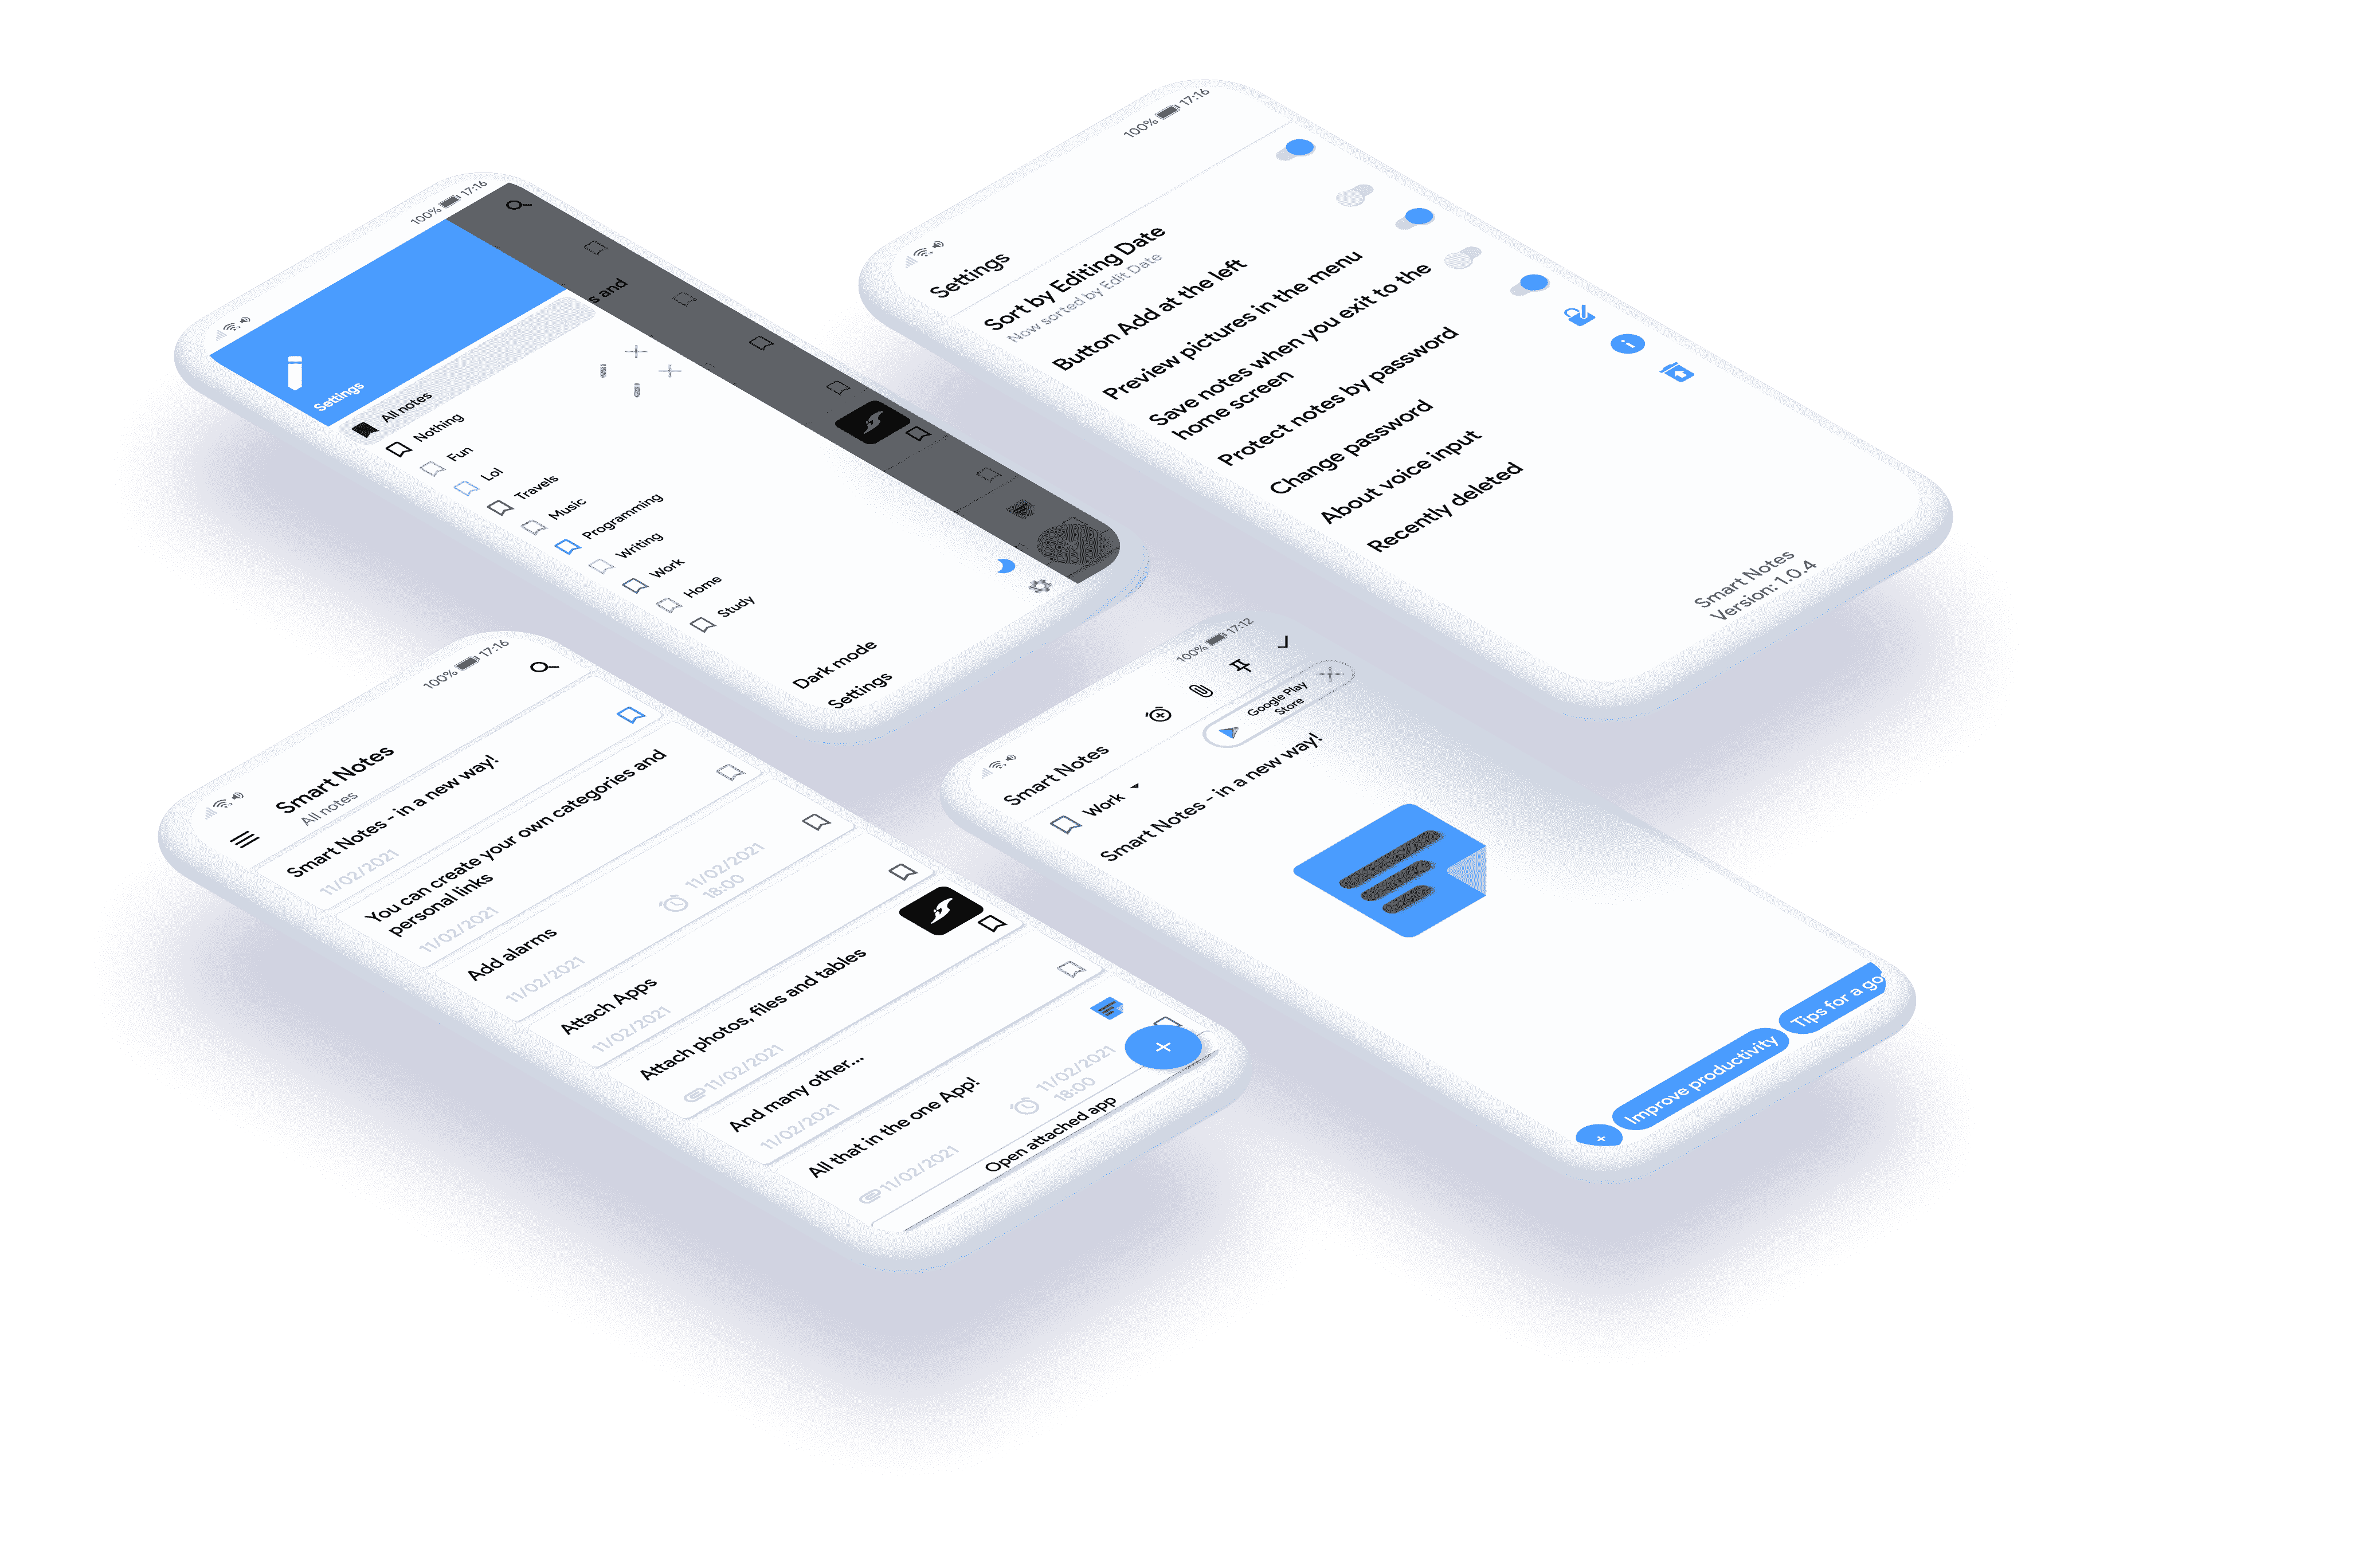 100% 17:16
Settings
All notes
Nothing
Fun
Lol
Travels
Music
Programming
Writing
Work
Home
Study
Dark mode
Settings
s and
100% 17:16
Settings
Sort by Editing Date
Now sorted by Edit Date
Button Add at the left
Preview pictures in the menu
Save notes when you exit to the
home screen
Protect notes by password
Change password
About voice input
Recently deleted
Smart Notes
Version: 1.0.4
100% 17:16
Smart Notes
All notes
Smart Notes - in a new way!
11/02/2021
You can create your own categories and
personal links
11/02/2021
Add alarms
11/02/2021
11/02/2021
18:00
Attach Apps
11/02/2021
Attach photos, files and tables
11/02/2021
And many other...
11/02/2021
All that in the one App!
11/02/2021
11/02/2021
18:00
Open attached app
100% 17:12
Smart Notes
Google Play
Store
Work
Smart Notes - in a new way!
Improve productivity
Tips for a go